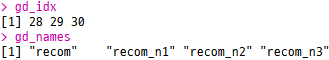 > gd_idx
[1] 28 29 30
> gd_names
[1] "recom"    "recom_n1" "recom_n2" "recom_n3"